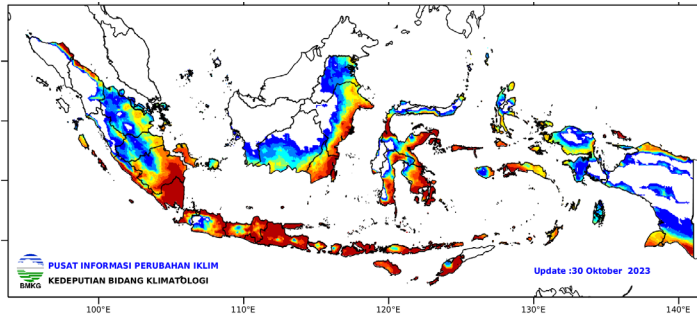 PUSAT INFORMASI PERUBAHAN IKLIM
KEDEPUTIAN BIDANG KLIMATOLOGI
BMKG
Update :30 Oktober 2023
100°E 110°E 120°E 130°E 140°E